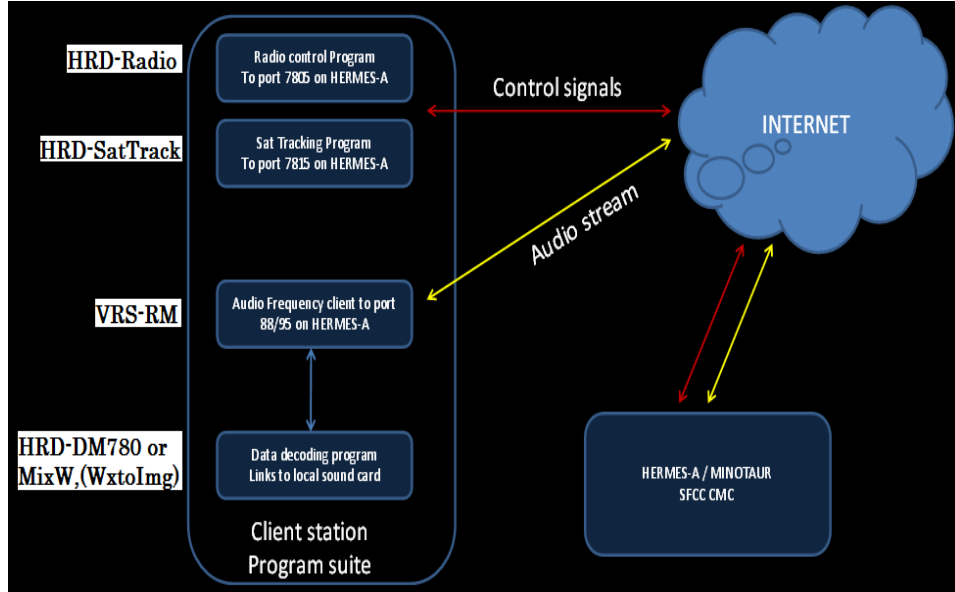 HRD-Radio
Radio control Program
To port 7805 on HERMES-A
Control signals
INTERNET
HRD-SatTrack
Sat Tracking Program
To port 7815 on HERMES-A
Audio stream
VRS-RM
Audio Frequency client to port
88/95 on HERMES-A
HRD-DM780 or
MixW,(WxtoImg)
Data decoding program
Links to local sound card
HERMES-A / MINOTAUR
SFCC CMC
Client station
Program suite